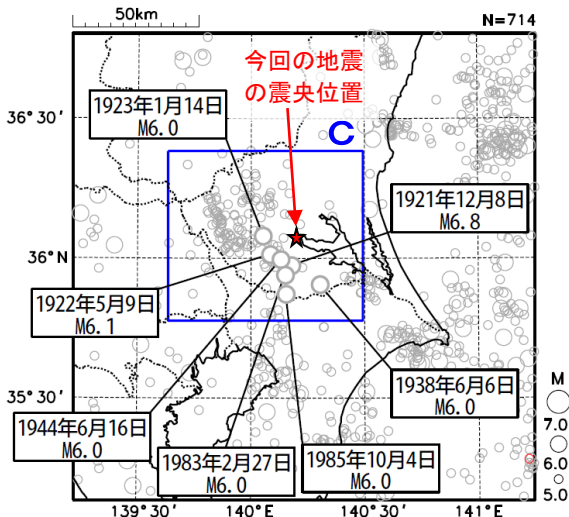 50km
N=714
今回の地震
の震央位置
36°30′
1923年1月14日
M6.0
C
1921年12月8日
M6.8
36°N
1922年5月9日
M6.1
35°30′
1938年6月6日
M6.0
1944年6月16日
M6.0
1983年2月27日
M6.0
1985年10月4日
M6.0
M
7.0
6.0
5.0
139°30′
140°E
140°30′
141°E